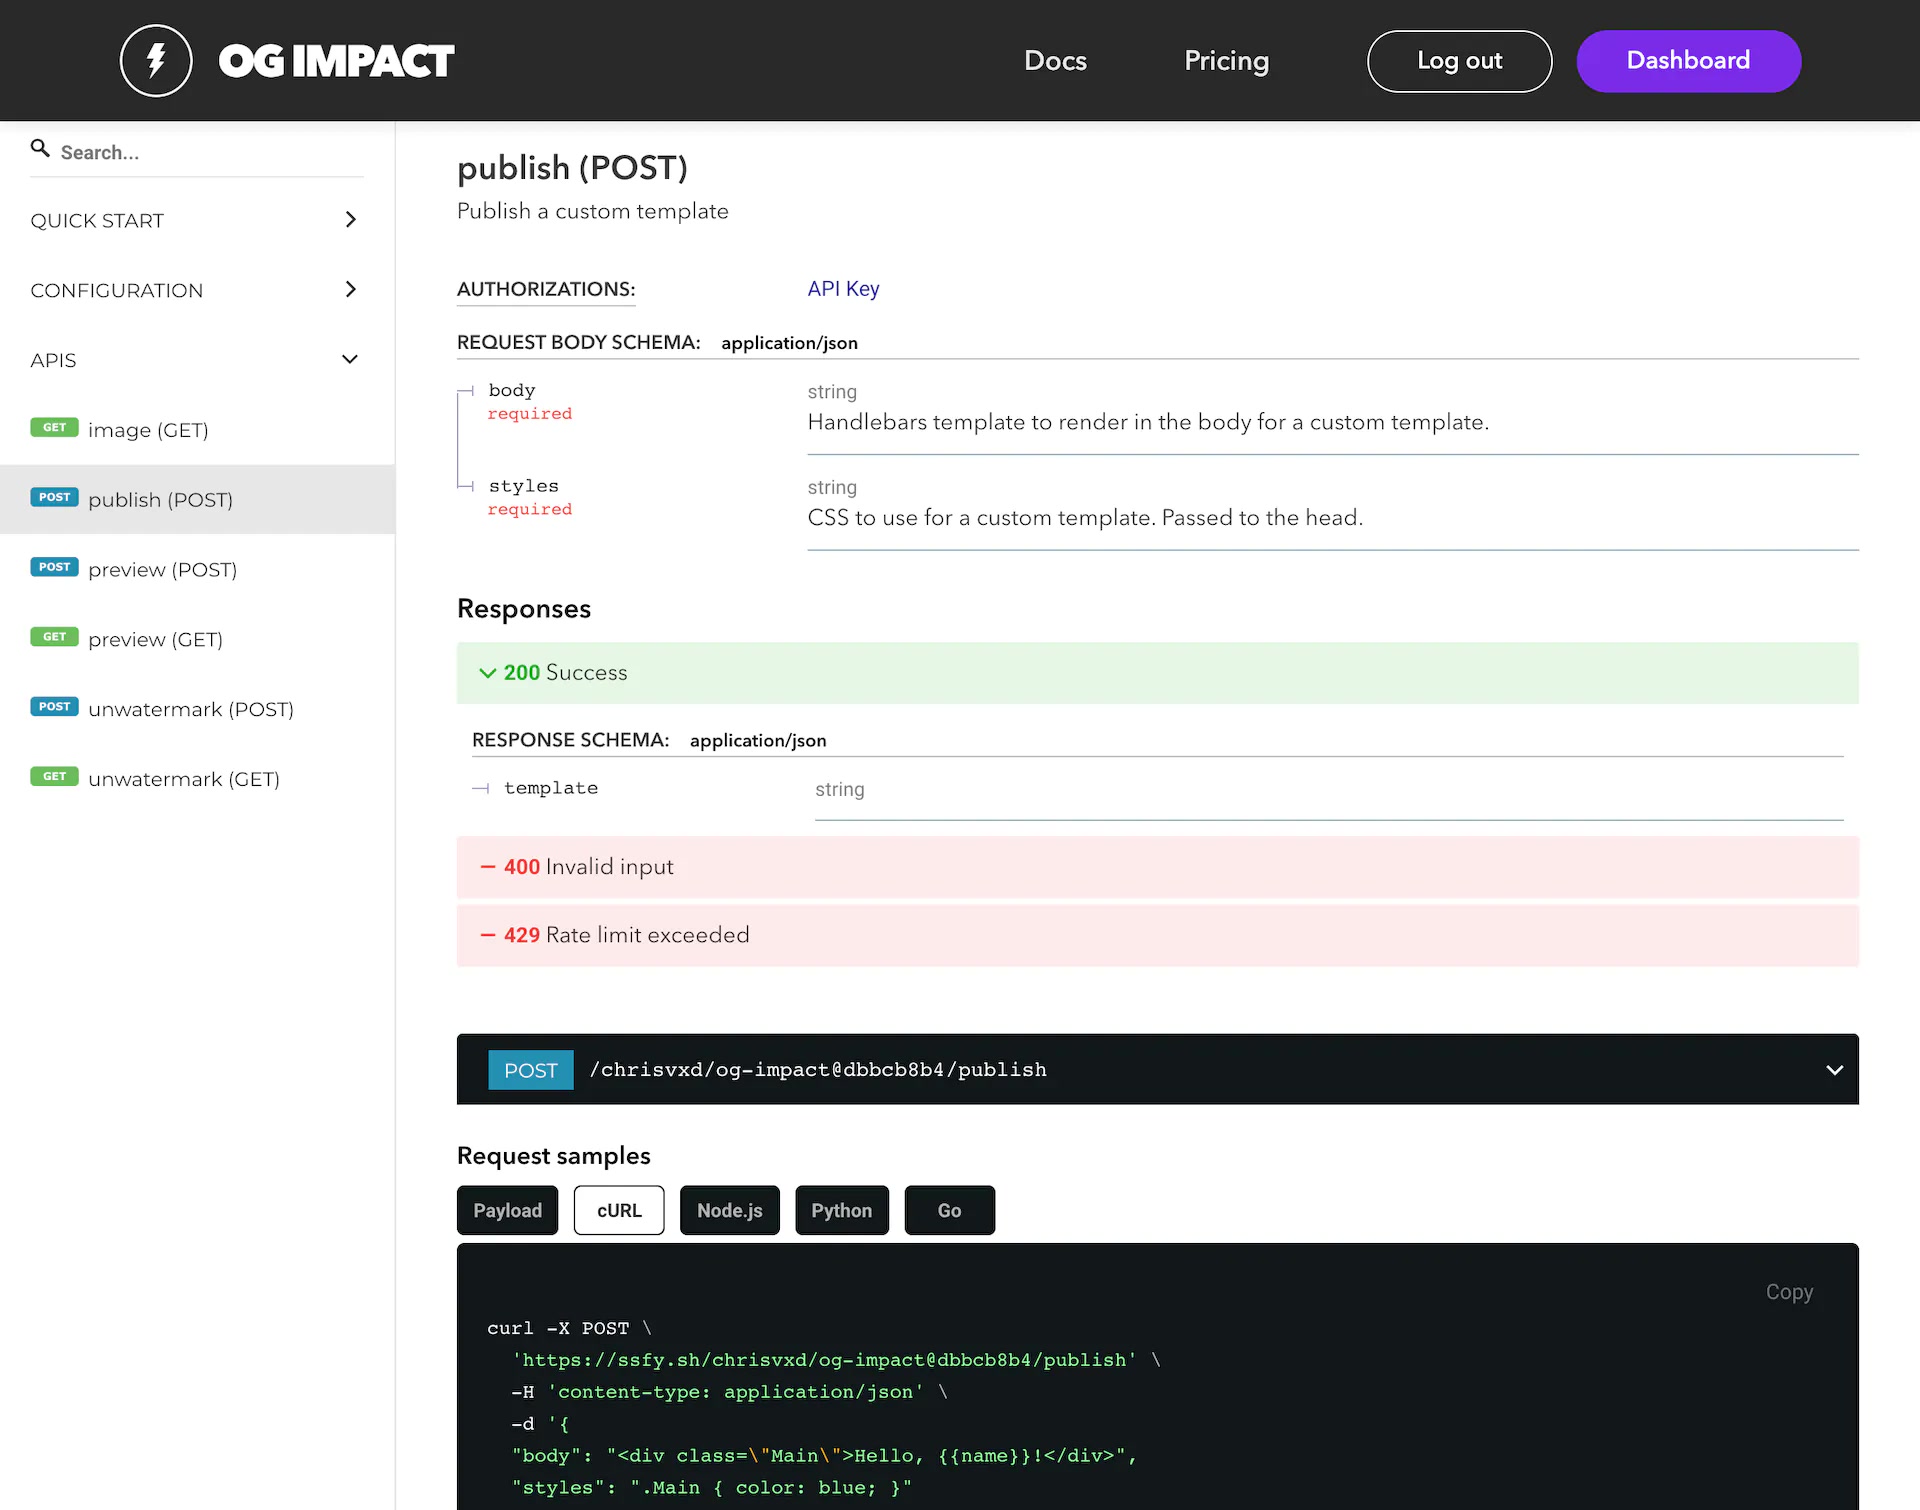 OG IMPACT
Docs
Pricing
Log out
Dashboard
Search...
QUICK START
CONFIGURATION
APIS
GET image (GET)
POST publish (POST)
POST preview (POST)
GET preview (GET)
POST unwatermark (POST)
GET unwatermark (GET)
publish (POST)
Publish a custom template
AUTHORIZATIONS: API Key
REQUEST BODY SCHEMA: application/json
body string
required Handlebars template to render in the body for a custom template.
styles string
required CSS to use for a custom template. Passed to the head.
Responses
200 Success
RESPONSE SCHEMA: application/json
template string
400 Invalid input
429 Rate limit exceeded
POST /chrisvxd/og-impact@dbbcb8b4/publish
Request samples
Payload cURL Node.js Python Go
Copy
curl -X POST \
'https://ssfy.sh/chrisvxd/og-impact@dbbcb8b4/publish' \
-H 'content-type: application/json' \
-d '{
"body": "<div class=\"Main\">Hello, {{name}}!</div>",
"styles": ".Main { color: blue; }"